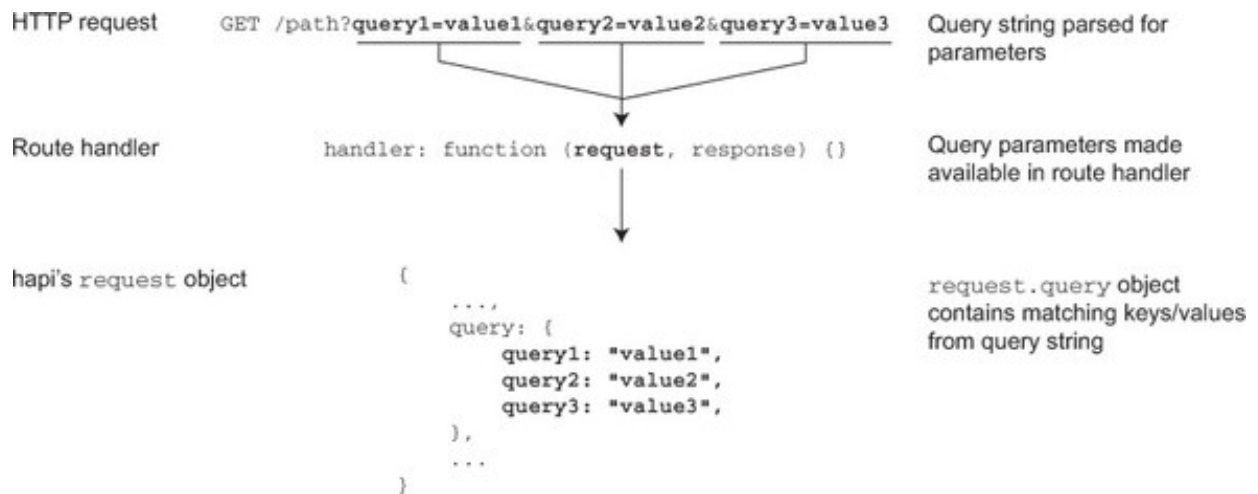 HTTP request
GET /path?query1=value1&query2=value2&query3=value3
Query string parsed for
parameters
Route handler
handler: function (request, response) {}
Query parameters made
available in route handler
hapi's request object
{
...,
query: {
query1: "value1",
query2: "value2",
query3: "value3",
},
...
}
request.query object
contains matching keys/values
from query string